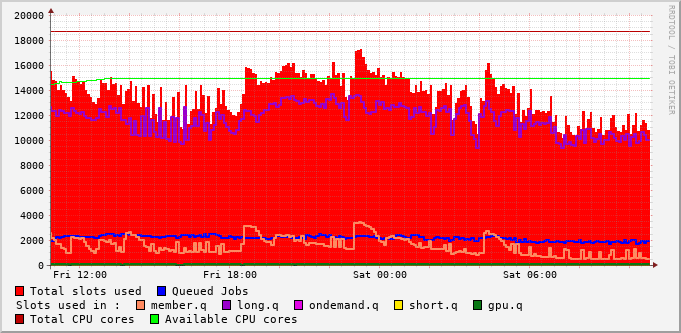 20000
18000
16000
14000
12000
10000
8000
6000
4000
2000
0
Fri 12:00 Fri 18:00 Sat 00:00 Sat 06:00
Total slots used Queued Jobs
Slots used in : member.q long.q ondemand.q short.q gpu.q
Total CPU cores Available CPU cores
RRDTOOL / TOBI OETIKER